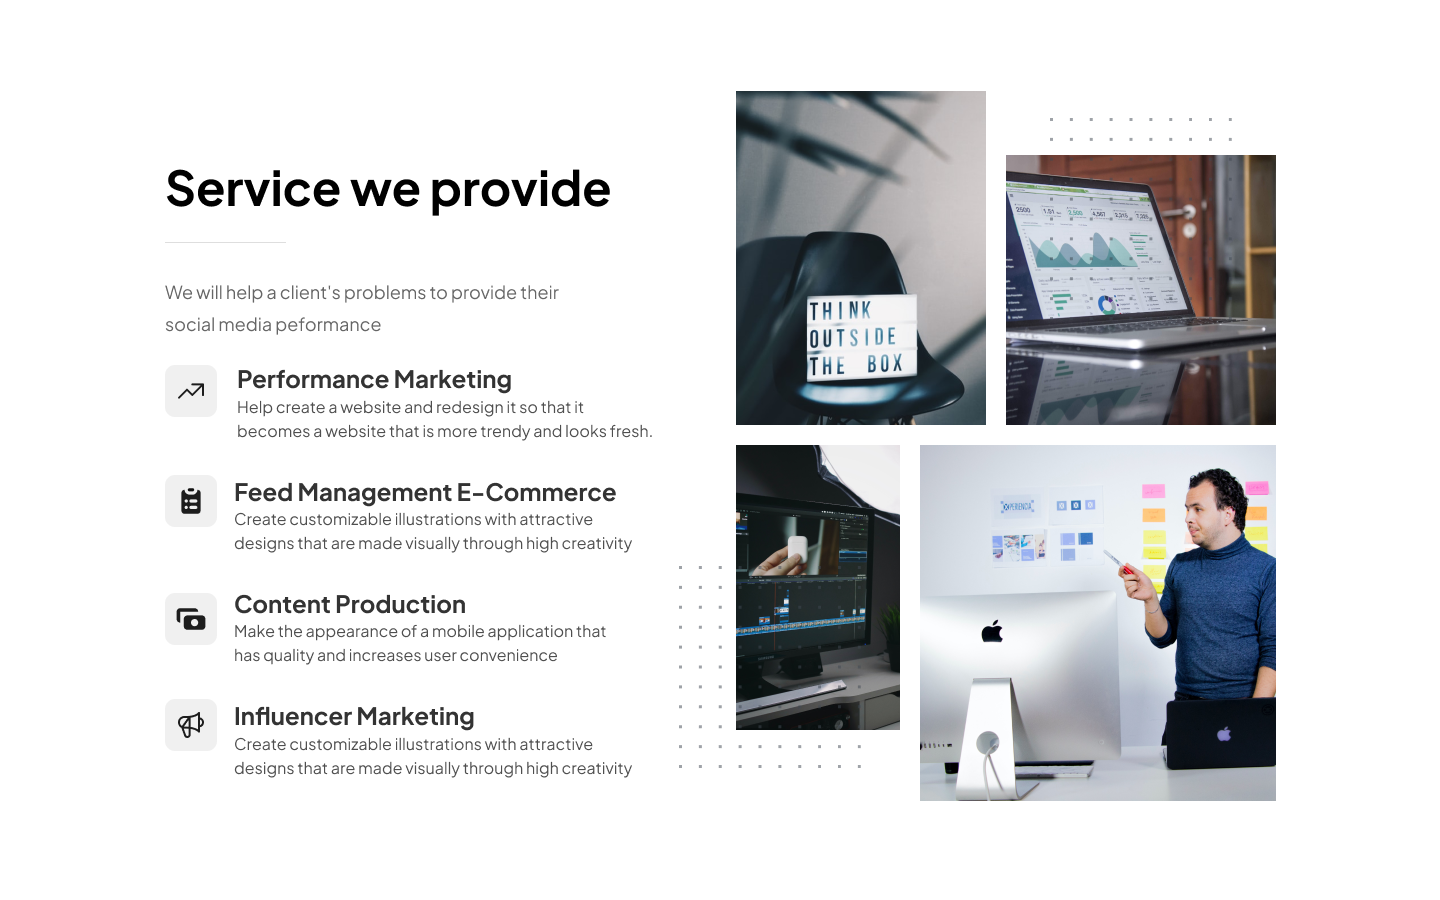 Service we provide
We will help a client's problems to provide their
social media peformance
Performance Marketing
Help create a website and redesign it so that it
becomes a website that is more trendy and looks fresh.
Feed Management E-Commerce
Create customizable illustrations with attractive
designs that are made visually through high creativity
Content Production
Make the appearance of a mobile application that
has quality and increases user convenience
Influencer Marketing
Create customizable illustrations with attractive
designs that are made visually through high creativity
THINK
OUTSIDE
THE BOX